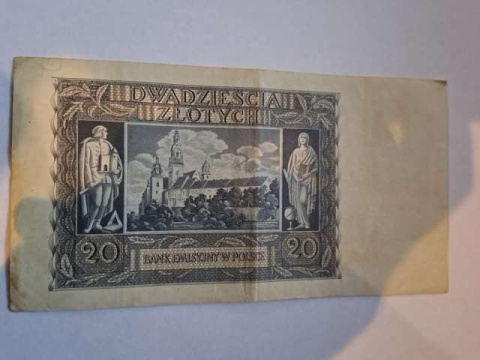 DWADZIEŚCIA
ZŁOTYCH
20
20
BANK EMISYJNY W POLSCE